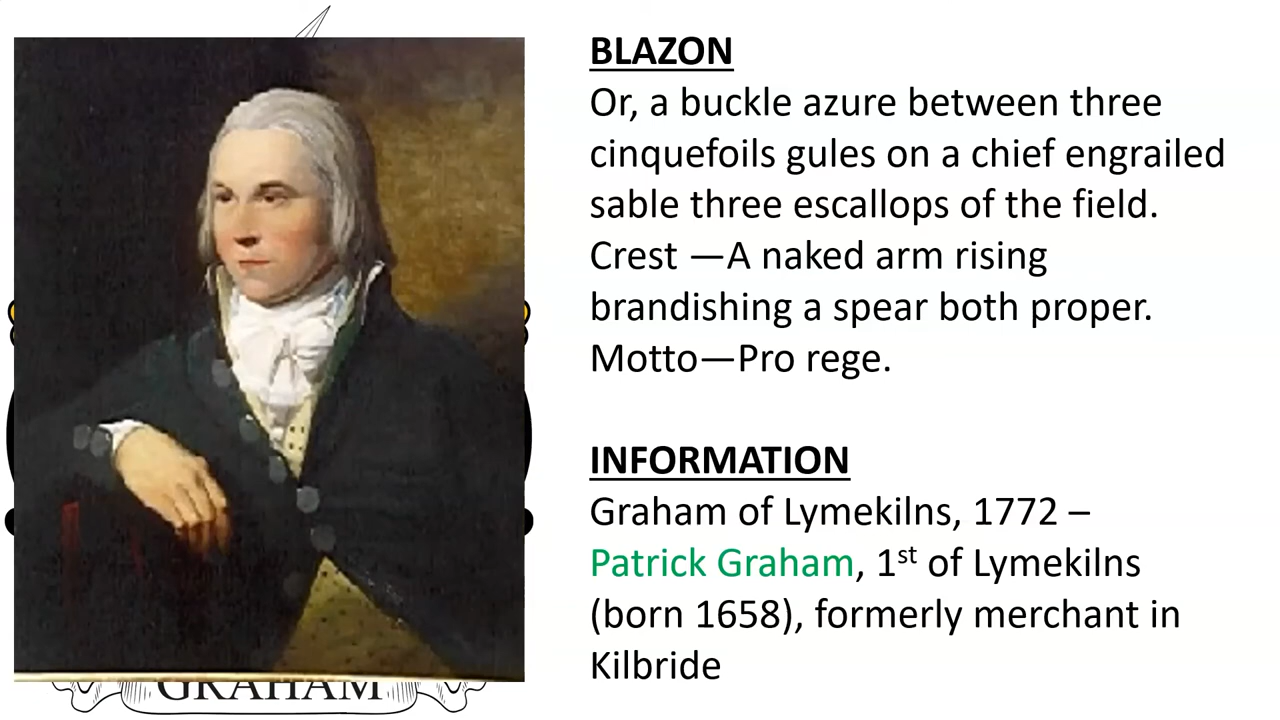 BLAZON
Or, a buckle azure between three
cinquefoils gules on a chief engrailed
sable three escallops of the field.
Crest —A naked arm rising
brandishing a spear both proper.
Motto—Pro rege.
INFORMATION
Graham of Lymekilns, 1772 –
Patrick Graham, 1st of Lymekilns
(born 1658), formerly merchant in
Kilbride
GRAHAM